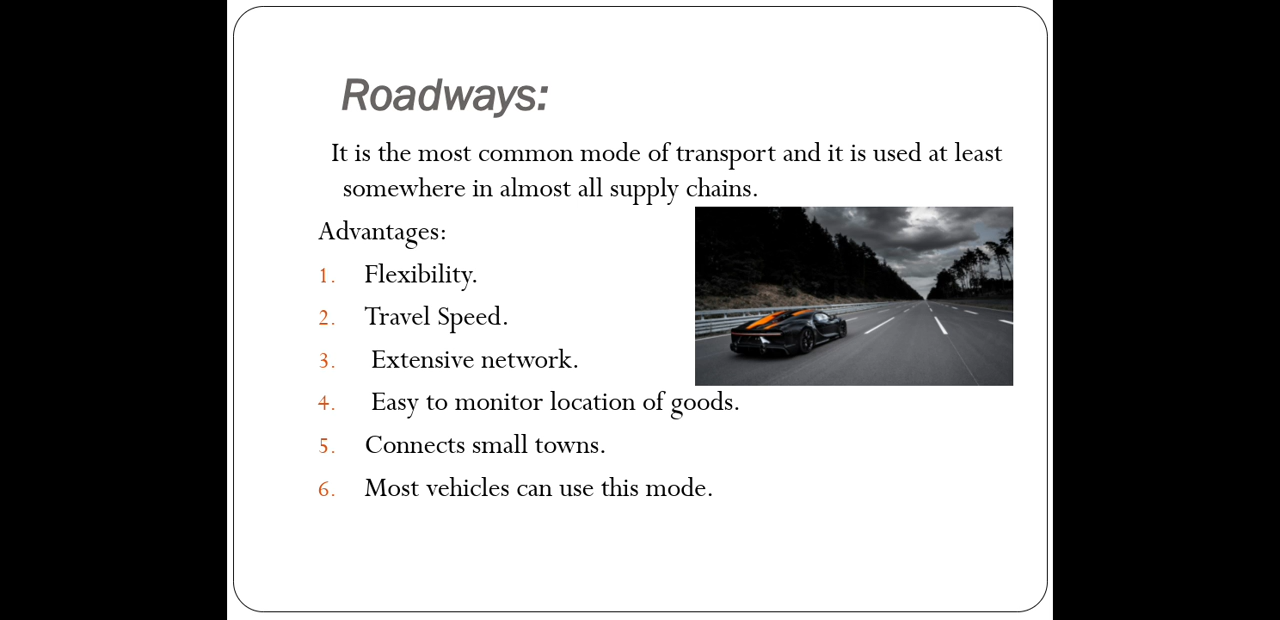 Roadways:
It is the most common mode of transport and it is used at least
somewhere in almost all supply chains.
Advantages:
1. Flexibility.
2. Travel Speed.
3. Extensive network.
4. Easy to monitor location of goods.
5. Connects small towns.
6. Most vehicles can use this mode.